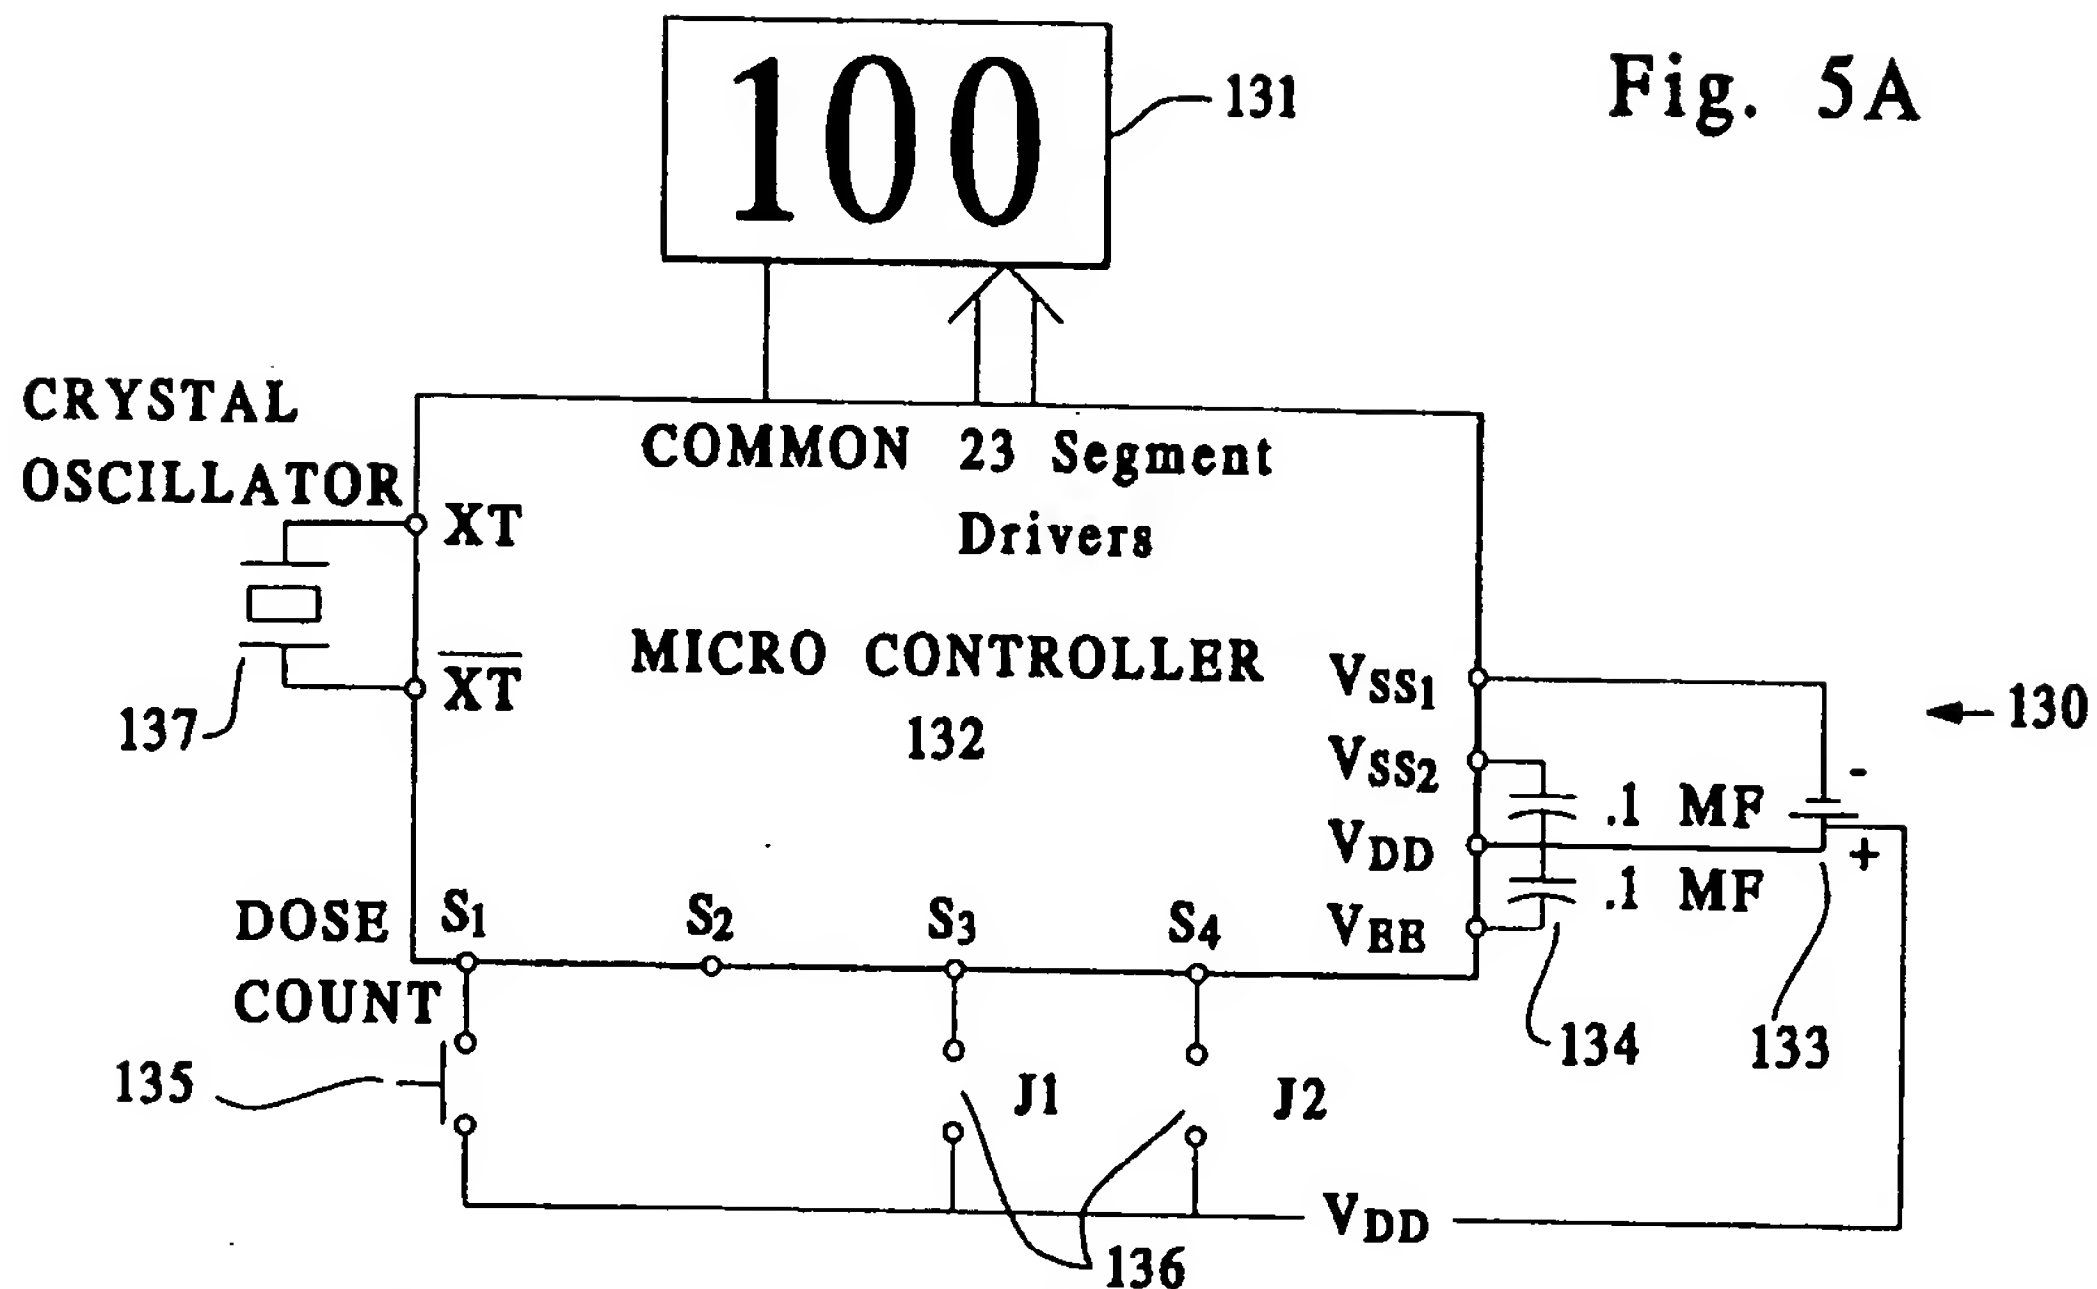 100
131
Fig. 5A
CRYSTAL
OSCILLATOR
COMMON 23 Segment
Drivers
XT
XT
137
MICRO CONTROLLER
132
VSS1
VSS2
VDD
VEE
130
-
.1 MF
+
.1 MF
DOSE
COUNT
S1
S2
S3
S4
134
133
135
J1
J2
VDD
136